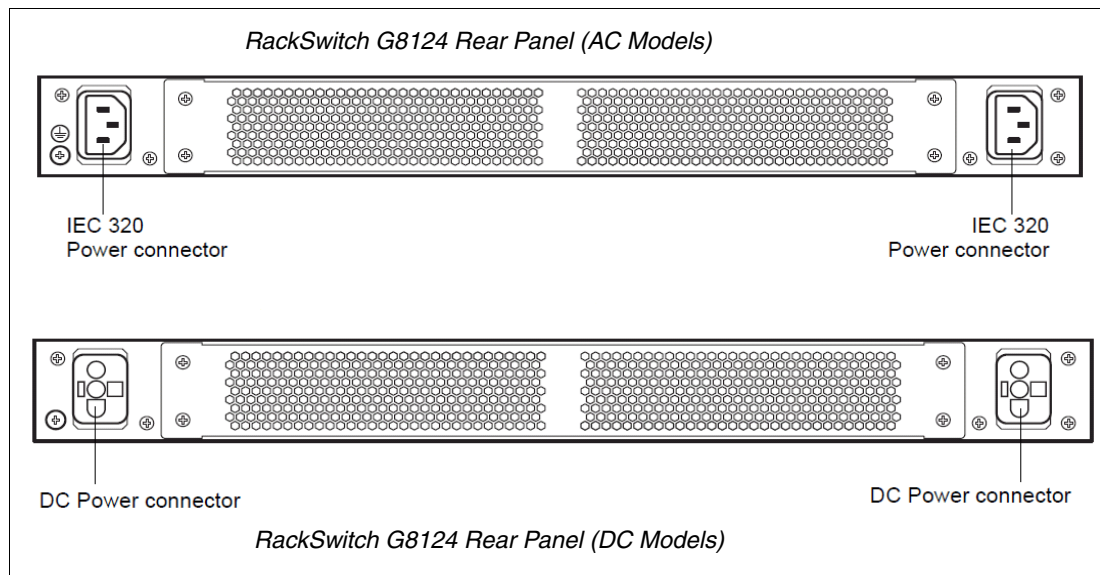 RackSwitch G8124 Rear Panel (AC Models)
IEC 320
Power connector
IEC 320
Power connector
DC Power connector
DC Power connector
RackSwitch G8124 Rear Panel (DC Models)